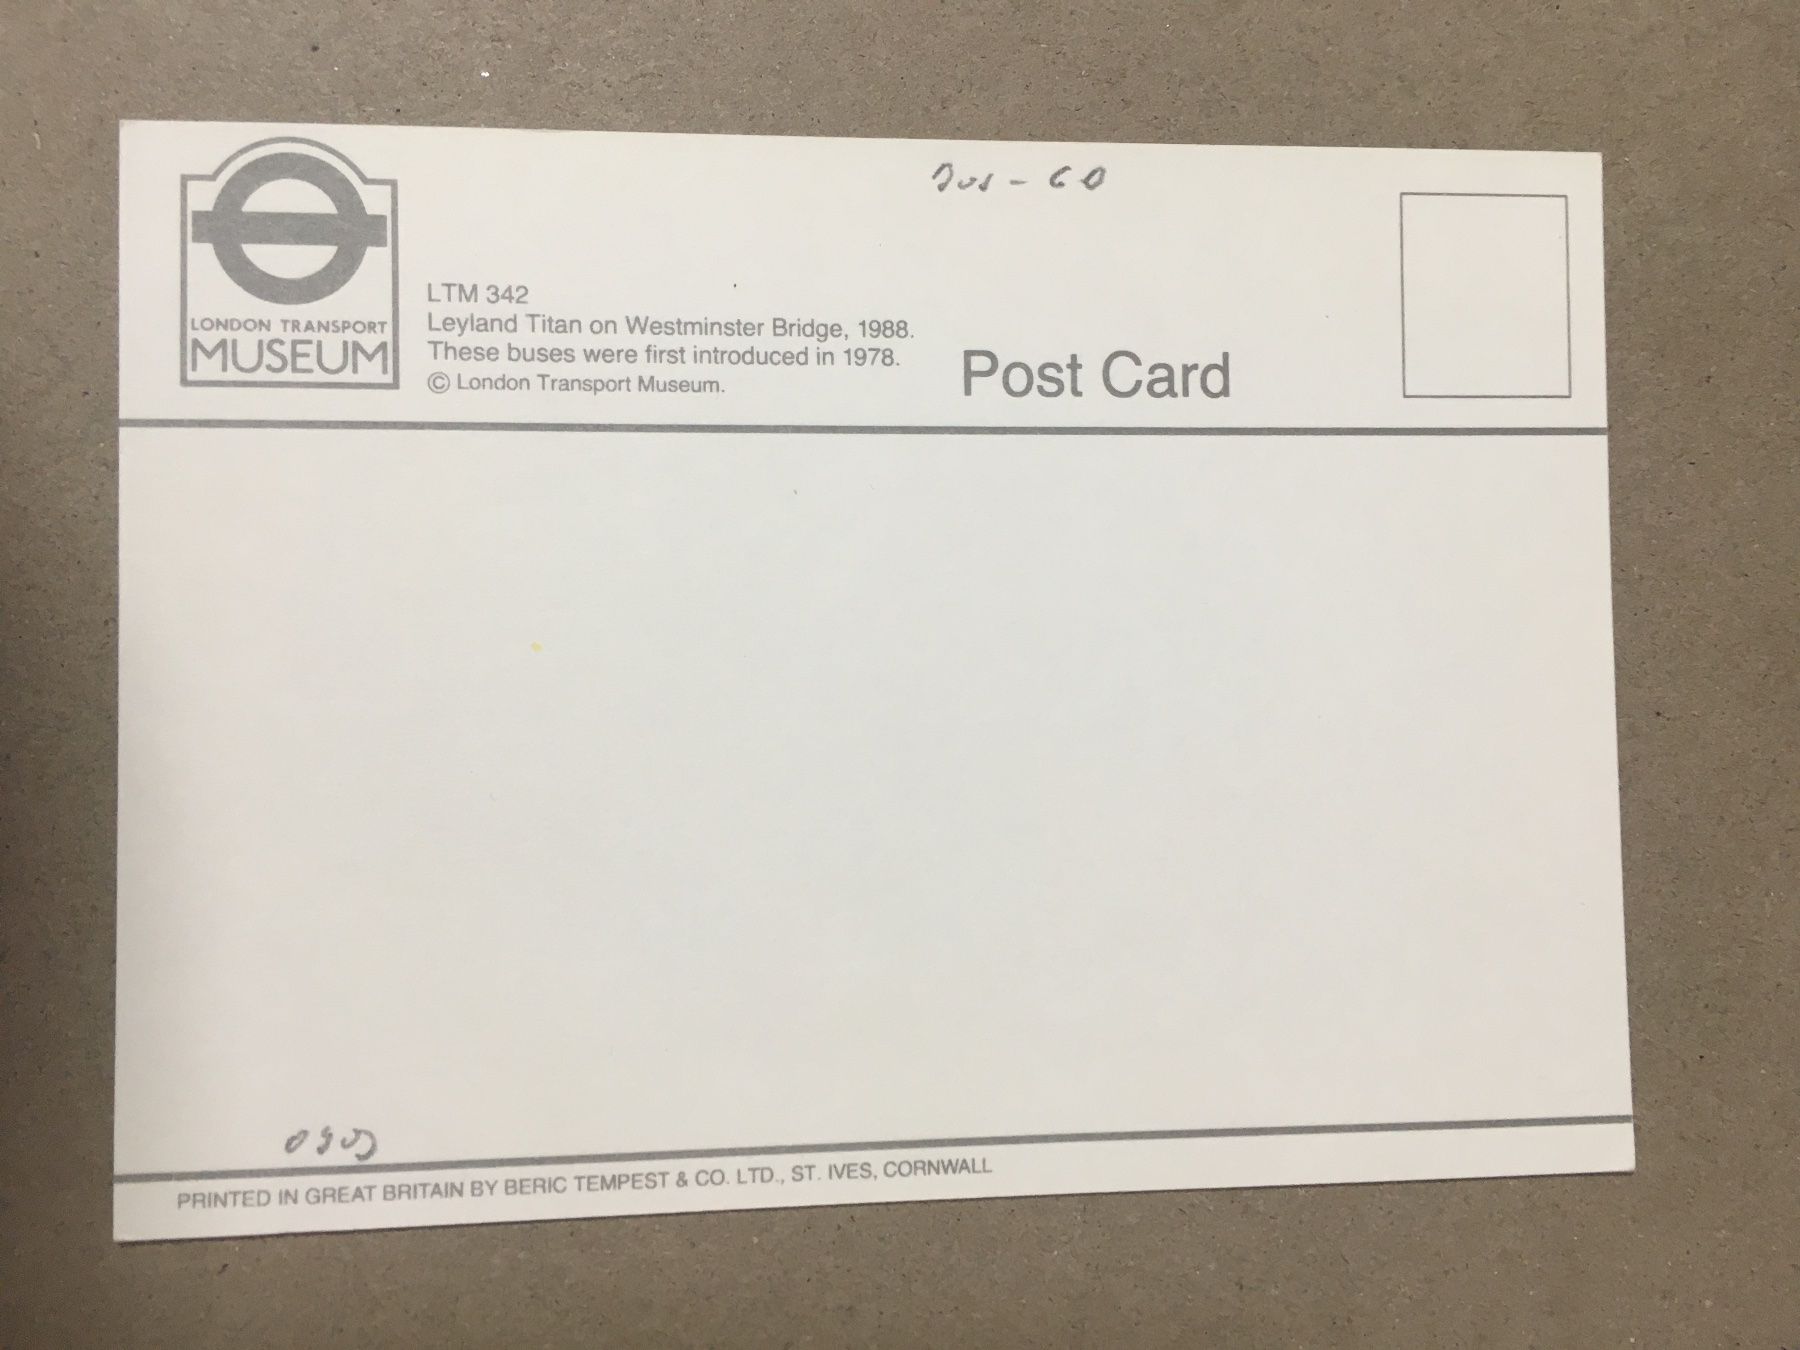 LONDON TRANSPORT
MUSEUM
LTM 342
Leyland Titan on Westminster Bridge, 1988.
These buses were first introduced in 1978.
© London Transport Museum.
Post Card
PRINTED IN GREAT BRITAIN BY BERIC TEMPEST & CO. LTD., ST. IVES, CORNWALL